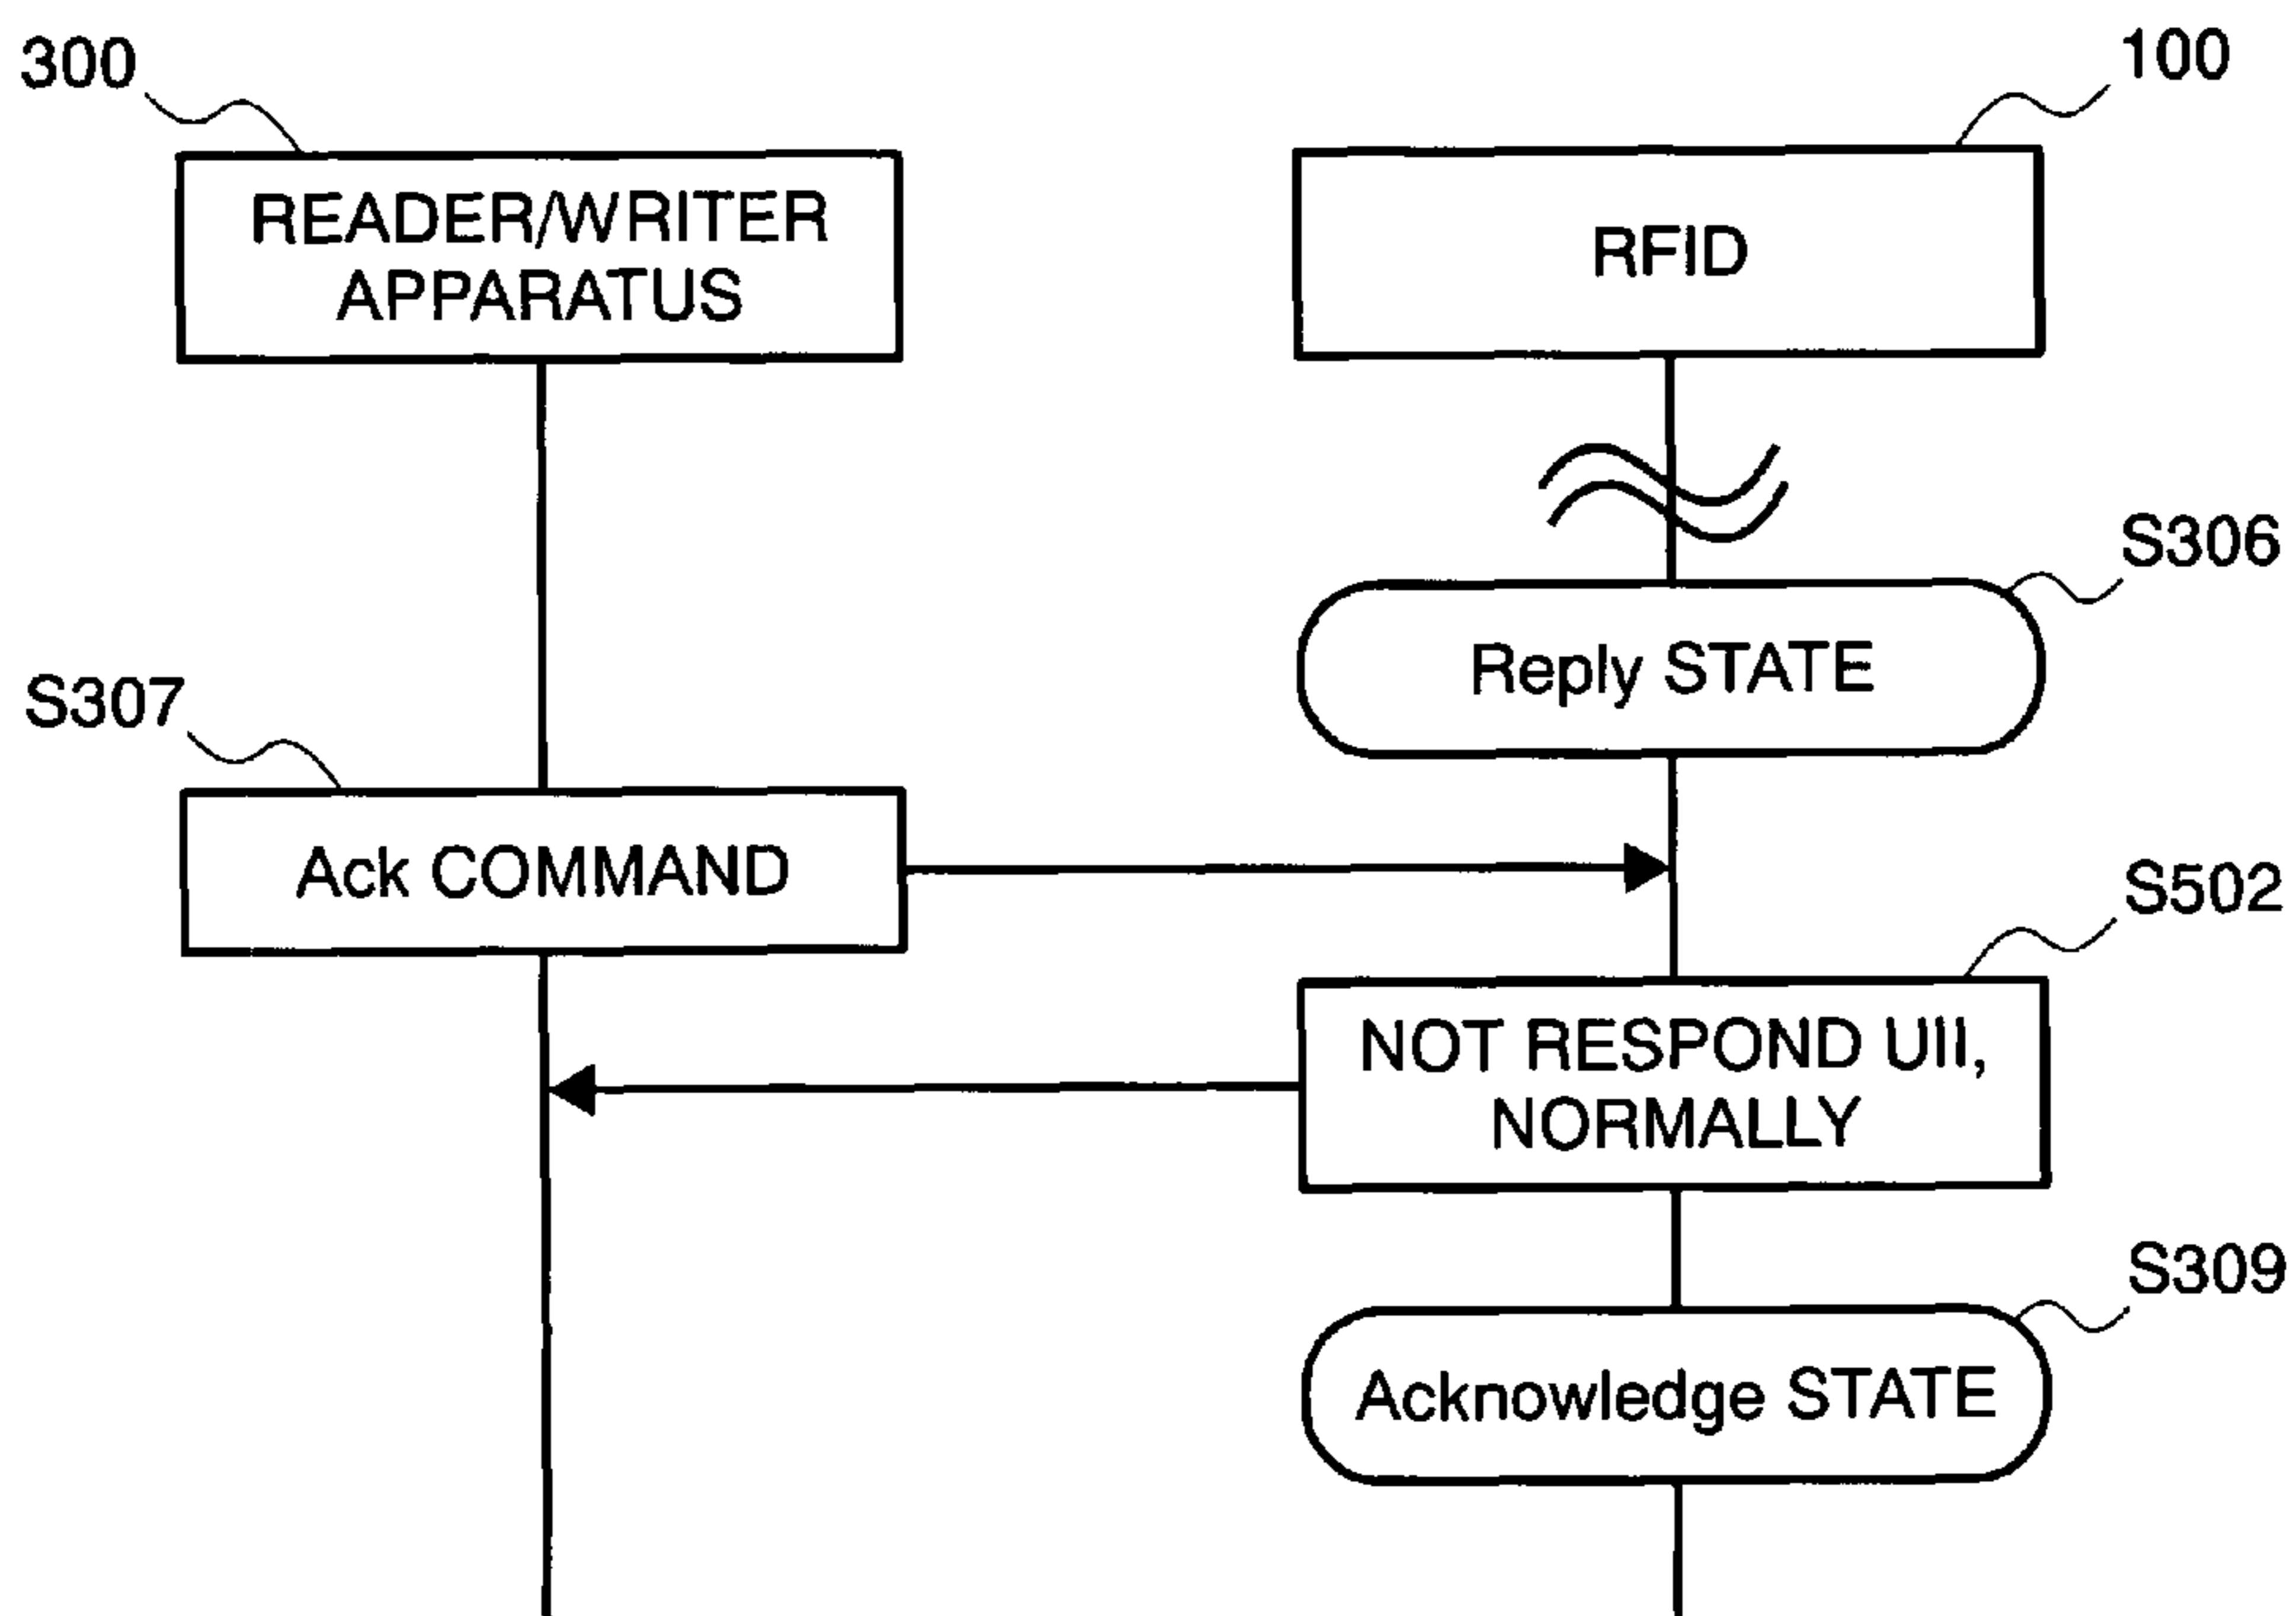 300
100
READER/WRITER
APPARATUS
RFID
S306
Reply STATE
S307
Ack COMMAND
S502
NOT RESPOND UII,
NORMALLY
S309
Acknowledge STATE